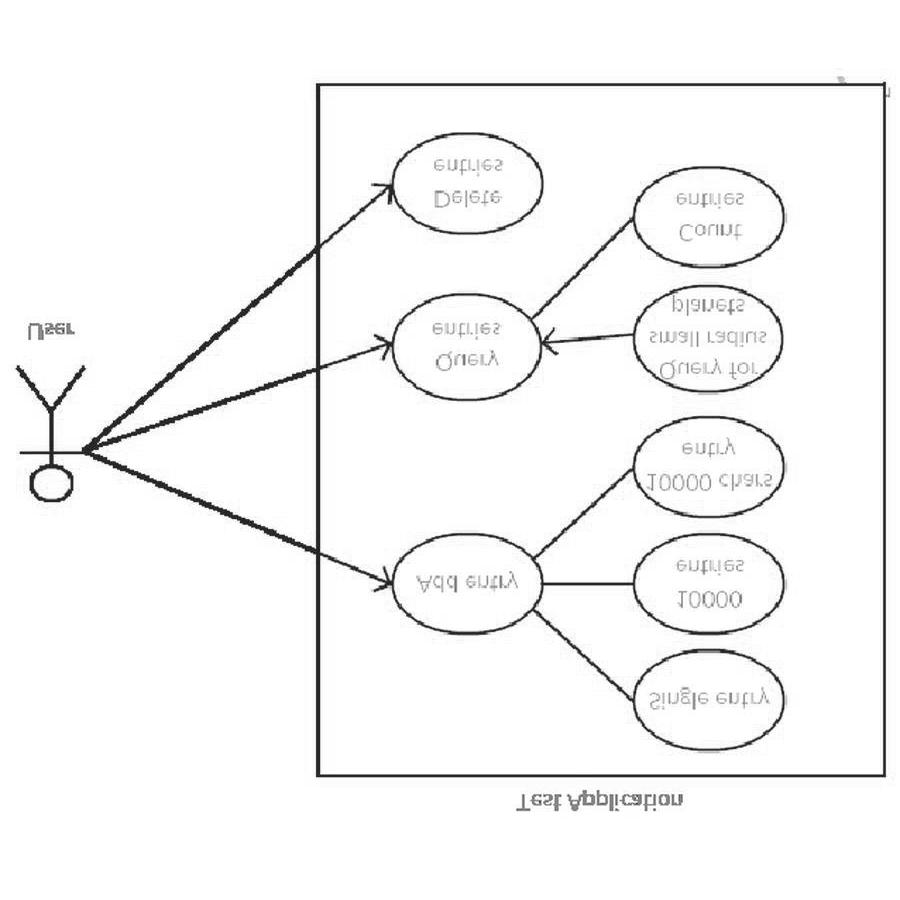 Test Application
Single entry
10000
entries
10000 chars
entry
Add entry
Query for
small radius
planets
Query
entries
Count
entries
Delete
entries
User